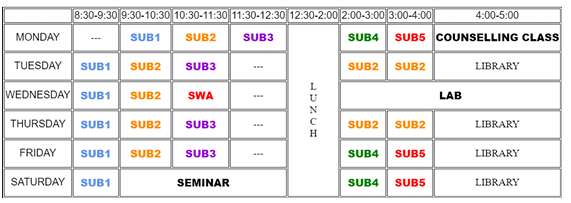 8:30-9:30 9:30-10:30 10:30-11:30 11:30-12:30 12:30-2:00 2:00-3:00 3:00-4:00 4:00-5:00
MONDAY --- SUB1 SUB2 SUB3 LUNCH SUB4 SUB5 COUNSELLING CLASS
TUESDAY SUB1 SUB2 SUB3 --- SUB2 SUB2 LIBRARY
WEDNESDAY SUB1 SUB2 SWA --- LAB
THURSDAY SUB1 SUB2 SUB3 --- SUB2 SUB2 LIBRARY
FRIDAY SUB1 SUB2 SUB3 --- SUB4 SUB5 LIBRARY
SATURDAY SUB1 SEMINAR SUB4 SUB5 LIBRARY